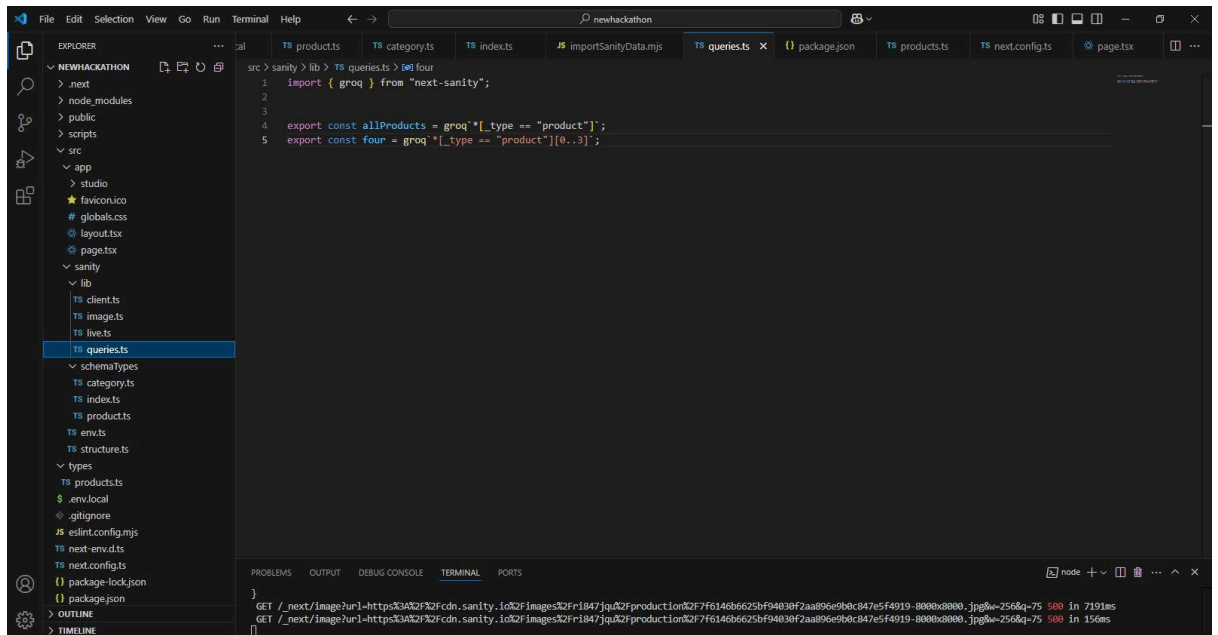 File Edit Selection View Go Run Terminal Help newhackathon
EXPLORER
cal TS product.ts TS category.ts TS index.ts JS importSanityData.mjs TS queries.ts {} package.json TS products.ts TS next.config.ts page.tsx
NEWHACKATHON
.next
node_modules
public
scripts
src
app
studio
favicon.ico
# globals.css
layout.tsx
page.tsx
sanity
lib
TS client.ts
TS image.ts
TS live.ts
TS queries.ts
schemaTypes
TS category.ts
TS index.ts
TS product.ts
TS env.ts
TS structure.ts
types
TS products.ts
$ .env.local
.gitignore
JS eslint.config.mjs
TS next-env.d.ts
TS next.config.ts
{} package-lock.json
{} package.json
OUTLINE
TIMELINE
src > sanity > lib > TS queries.ts > four
1 import { groq } from "next-sanity";
2
3
4 export const allProducts = groq`*[_type == "product"]`;
5 export const four = groq`*[_type == "product"][0..3]`;
PROBLEMS OUTPUT DEBUG CONSOLE TERMINAL PORTS node
}
GET /_next/image?url=https%3A%2F%2Fcdn.sanity.io%2Fimages%2Fri847jqu%2Fproduction%2F7f6146b6625bf94030f2aa896e9b0c847e5f4919-8000x8000.jpg&w=256&q=75 500 in 7191ms
GET /_next/image?url=https%3A%2F%2Fcdn.sanity.io%2Fimages%2Fri847jqu%2Fproduction%2F7f6146b6625bf94030f2aa896e9b0c847e5f4919-8000x8000.jpg&w=256&q=75 500 in 156ms